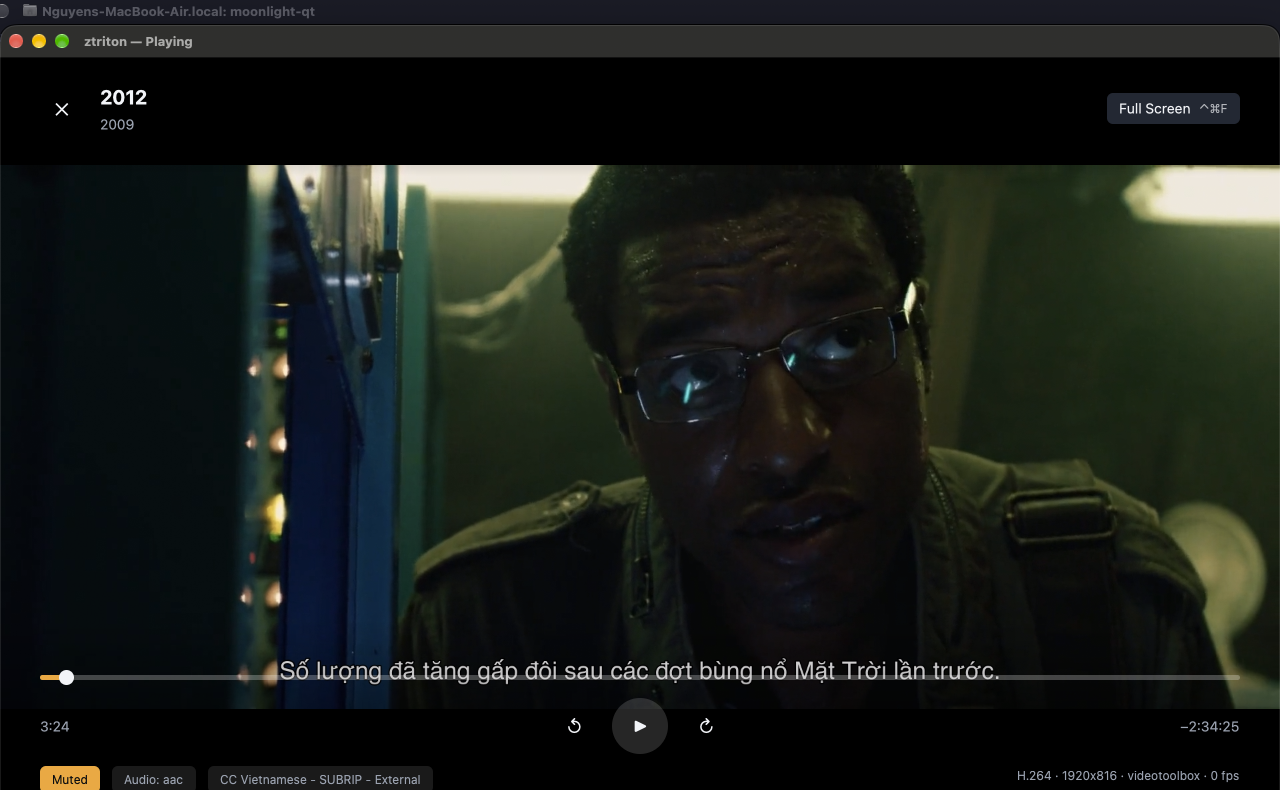 Nguyens-MacBook-Air.local: moonlight-qt
ztriton — Playing
2012
2009
Full Screen ^⌘F
Số lượng đã tăng gấp đôi sau các đợt bùng nổ Mặt Trời lần trước.
3:24
–2:34:25
Muted
Audio: aac
CC Vietnamese - SUBRIP - External
H.264 · 1920x816 · videotoolbox · 0 fps